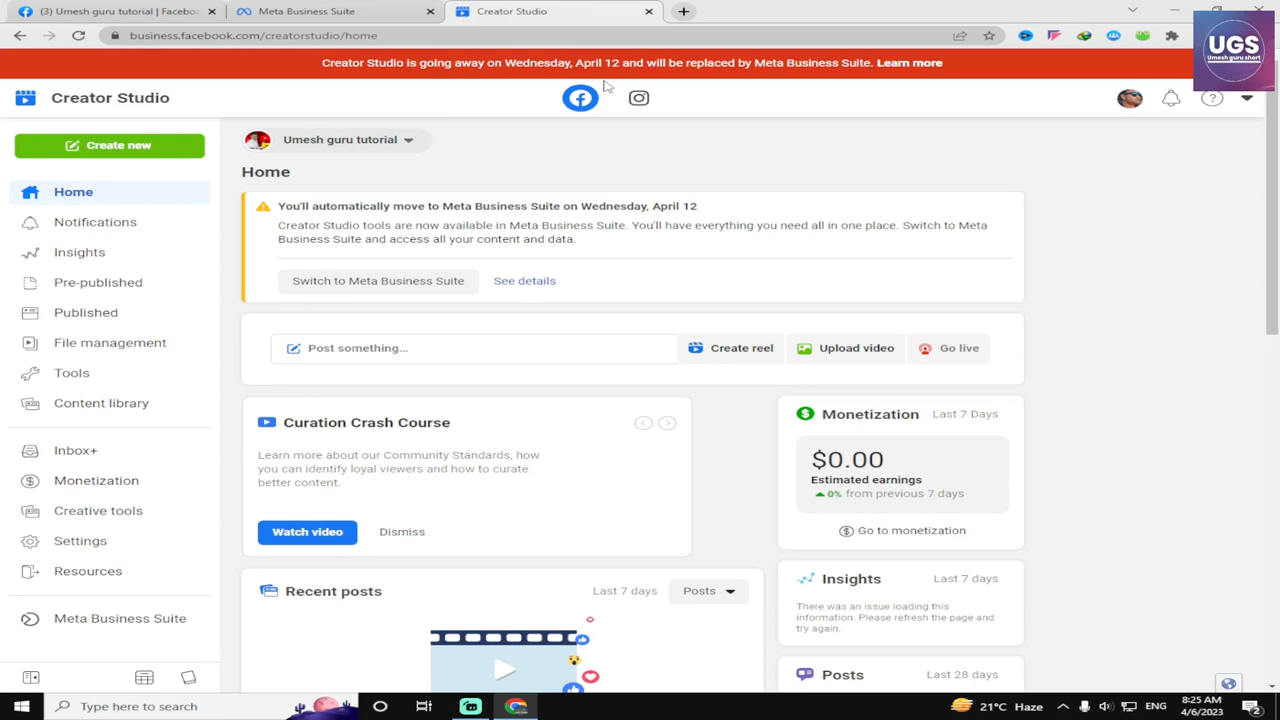 (3) Umesh guru tutorial | Facebo
Meta Business Suite
Creator Studio
business.facebook.com/creatorstudio/home
UGS
Umesh guru short
Creator Studio is going away on Wednesday, April 12 and will be replaced by Meta Business Suite. Learn more
Creator Studio
Create new
Umesh guru tutorial
Home
Home
Notifications
Insights
Pre-published
Published
File management
Tools
Content library
Inbox+
Monetization
Creative tools
Settings
Resources
Meta Business Suite
You'll automatically move to Meta Business Suite on Wednesday, April 12
Creator Studio tools are now available in Meta Business Suite. You'll have everything you need all in one place. Switch to Meta
Business Suite and access all your content and data.
Switch to Meta Business Suite See details
Post something...
Create reel
Upload video
Go live
Curation Crash Course
Learn more about our Community Standards, how
you can identify loyal viewers and how to curate
better content.
Watch video Dismiss
Monetization Last 7 Days
$0.00
Estimated earnings
0% from previous 7 days
Go to monetization
Recent posts Last 7 days Posts
Insights Last 7 days
There was an issue loading this
information. Please refresh the page and
try again.
Posts Last 28 days
Type here to search
21°C Haze
ENG
8:25 AM
4/6/2023
2